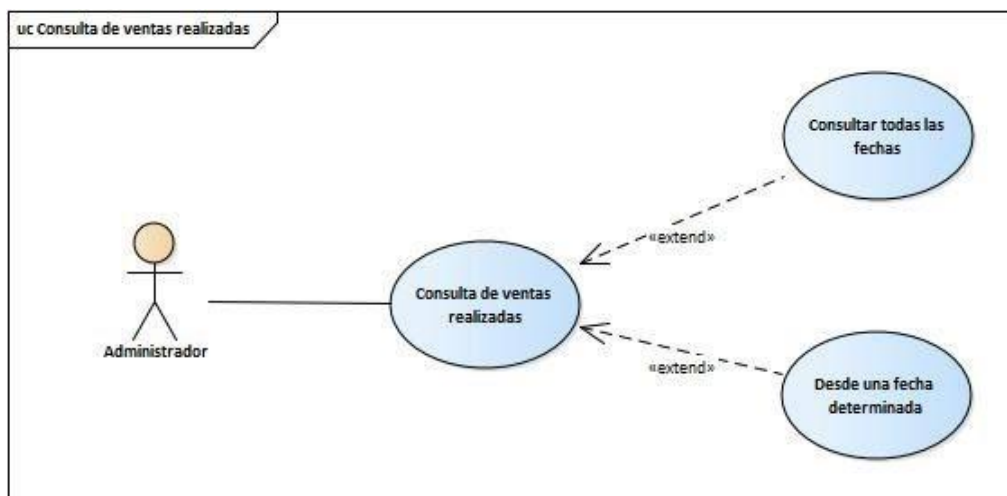 uc Consulta de ventas realizadas
Consultar todas las
fechas
«extend»
Consulta de ventas
realizadas
Administrador
«extend»
Desde una fecha
determinada